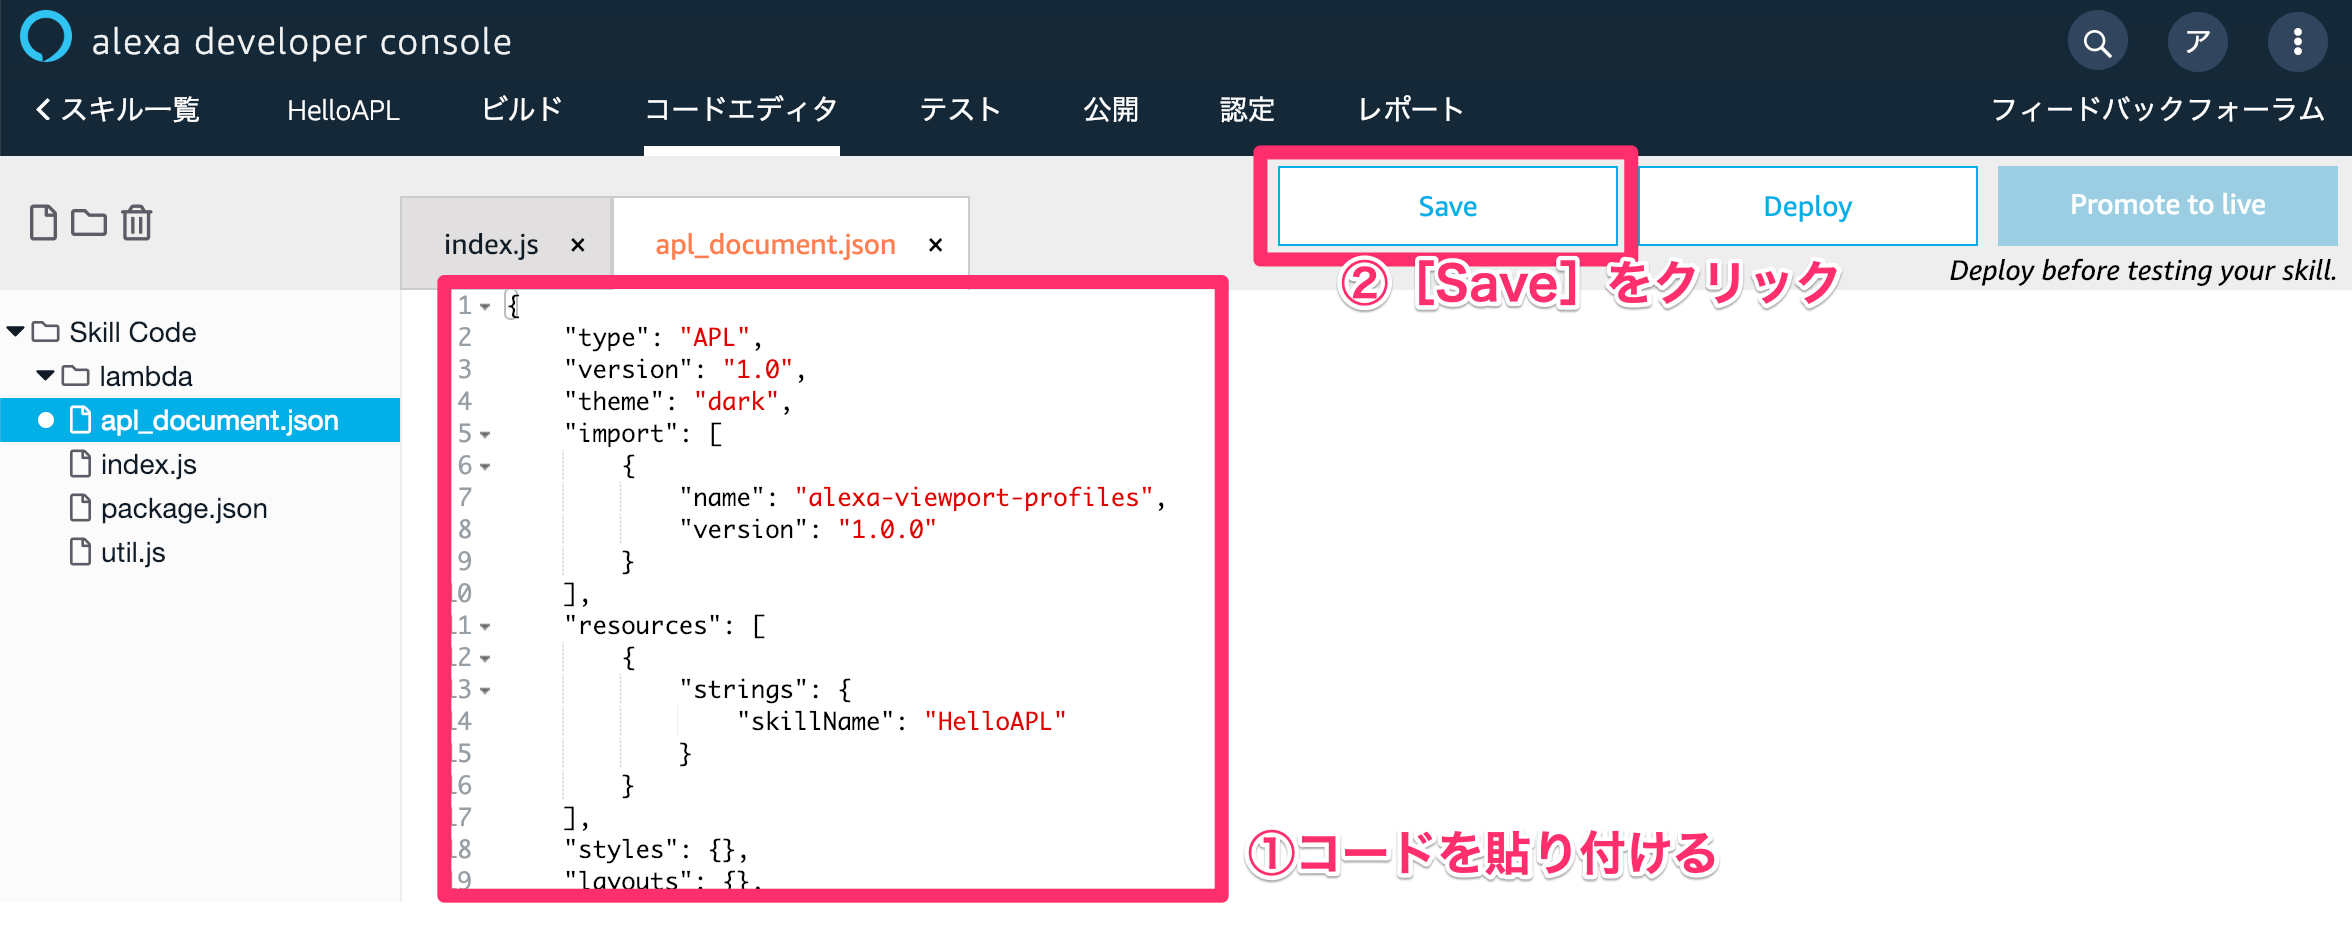 alexa developer console
ア
スキル一覧 HelloAPL ビルド コードエディタ テスト 公開 認定 レポート フィードバックフォーラム
Save Deploy Promote to live
index.js × apl_document.json ×
② [Save] をクリック
Deploy before testing your skill.
Skill Code
lambda
apl_document.json
index.js
package.json
util.js
1 {
2 "type": "APL",
3 "version": "1.0",
4 "theme": "dark",
5 "import": [
6 {
7 "name": "alexa-viewport-profiles",
8 "version": "1.0.0"
9 }
10 ],
11 "resources": [
12 {
13 "strings": {
14 "skillName": "HelloAPL"
15 }
16 }
17 ],
18 "styles": {},
19 "layouts": {},
①コードを貼り付ける